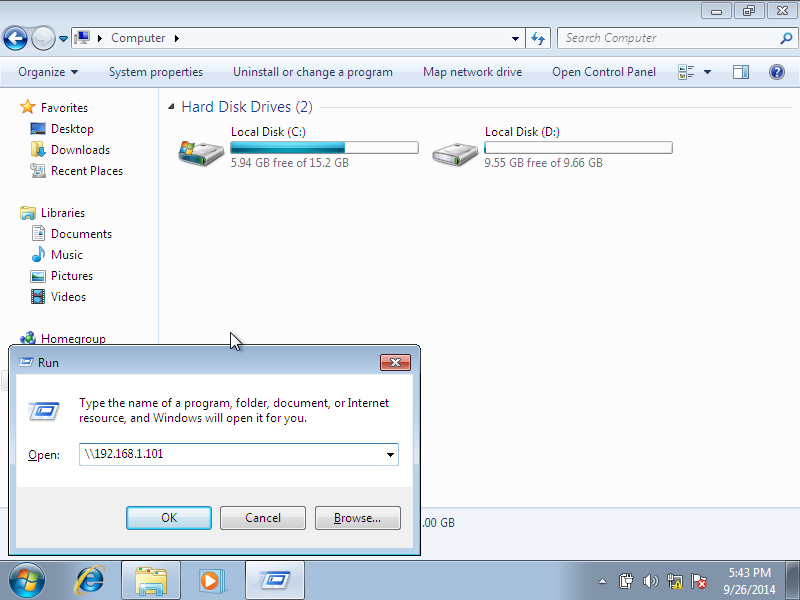 Computer
Search Computer
Organize
System properties
Uninstall or change a program
Map network drive
Open Control Panel
Favorites
Desktop
Downloads
Recent Places
Libraries
Documents
Music
Pictures
Videos
Homegroup
Hard Disk Drives (2)
Local Disk (C:)
5.94 GB free of 15.2 GB
Local Disk (D:)
9.55 GB free of 9.66 GB
Run
Type the name of a program, folder, document, or Internet
resource, and Windows will open it for you.
Open:
\\192.168.1.101
OK
Cancel
Browse...
.00 GB
5:43 PM
9/26/2014